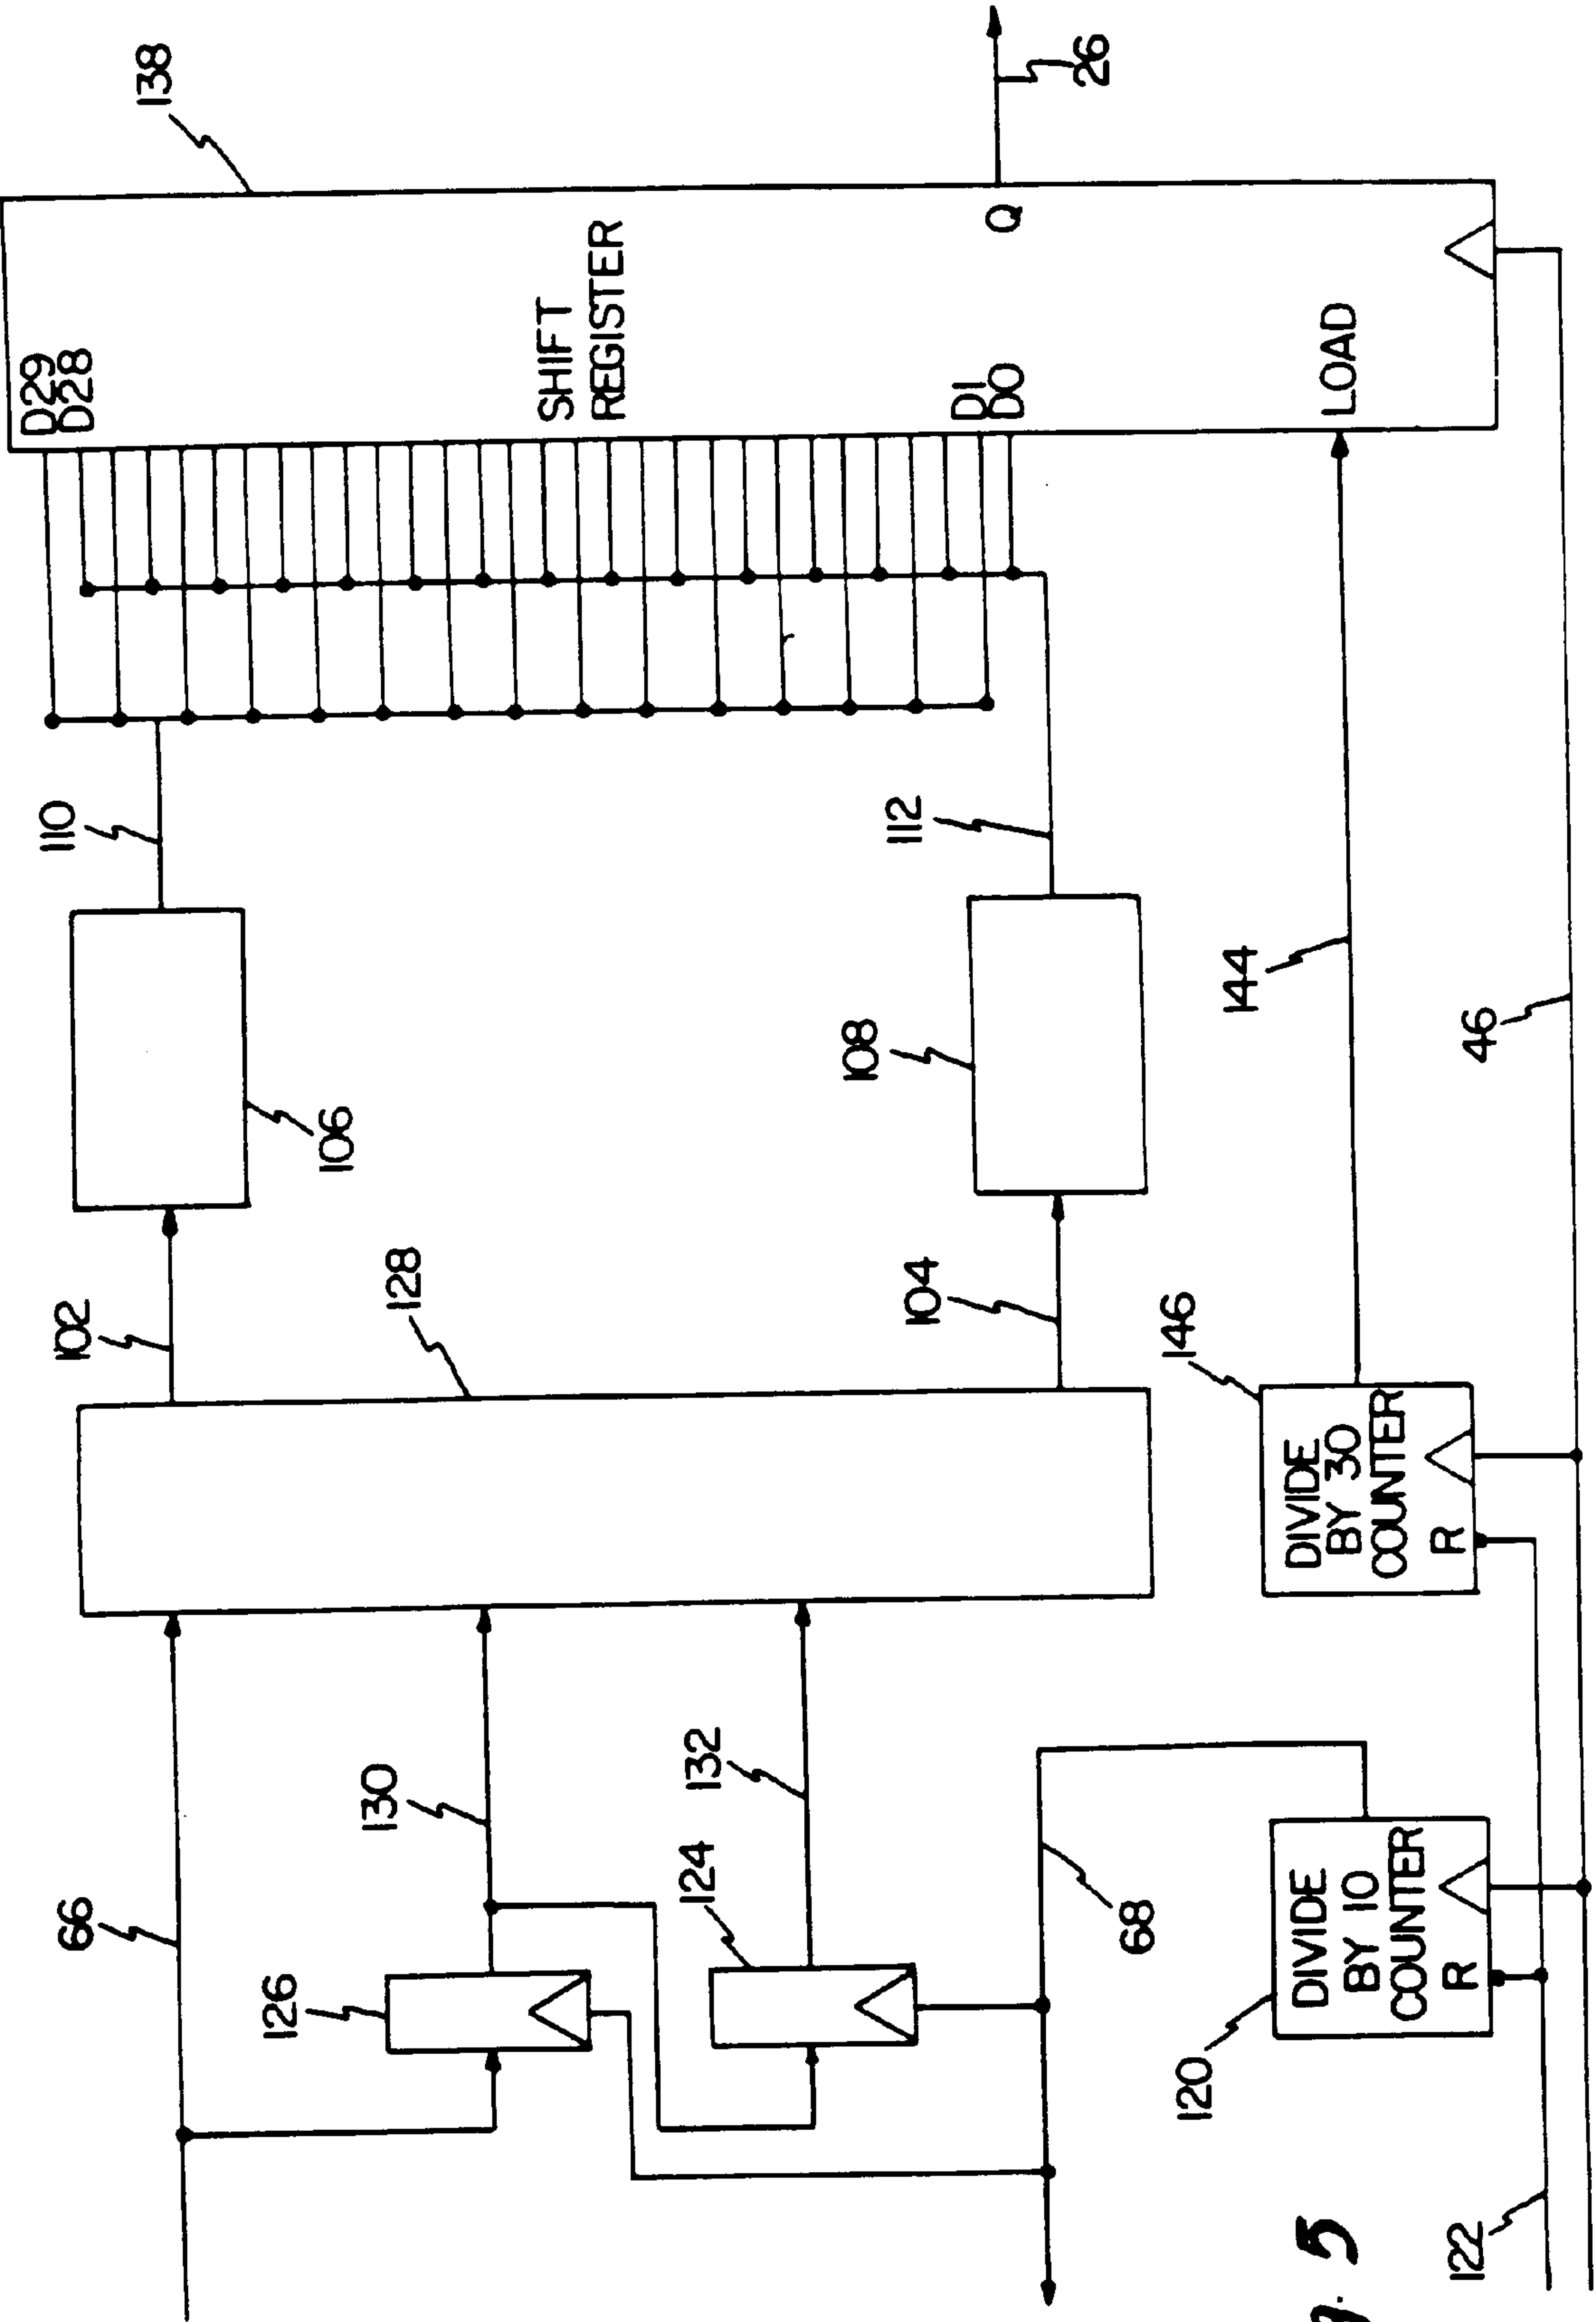 138
26
D29
D28
SHIFT
REGISTER
Q
D1
D0
LOAD
110
112
106
108
144
46
102
128
104
146
DIVIDE
BY 30
COUNTER
R
66
130
132
126
124
68
120
DIVIDE
BY 10
COUNTER
R
122
5